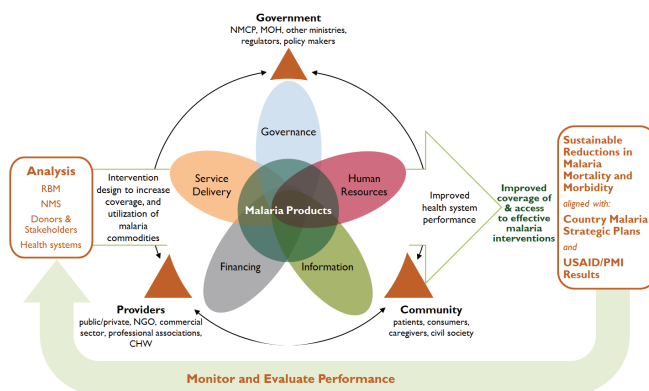 Government
NMCP, MOH, other ministries,
regulators, policy makers
Governance
Service
Delivery
Human
Resources
Malaria Products
Financing
Information
Analysis
RBM
NMS
Donors &
Stakeholders
Health systems
Intervention
design to increase
coverage, and
utilization of
malaria
commodities
Improved
health system
performance
Improved
coverage of
& access
to effective
malaria
interventions
Sustainable
Reductions in
Malaria
Mortality and
Morbidity
aligned with:
Country Malaria
Strategic Plans
and
USAID/PMI
Results
Providers
public/private, NGO, commercial
sector, professional associations,
CHW
Community
patients, consumers,
caregivers, civil society
Monitor and Evaluate Performance